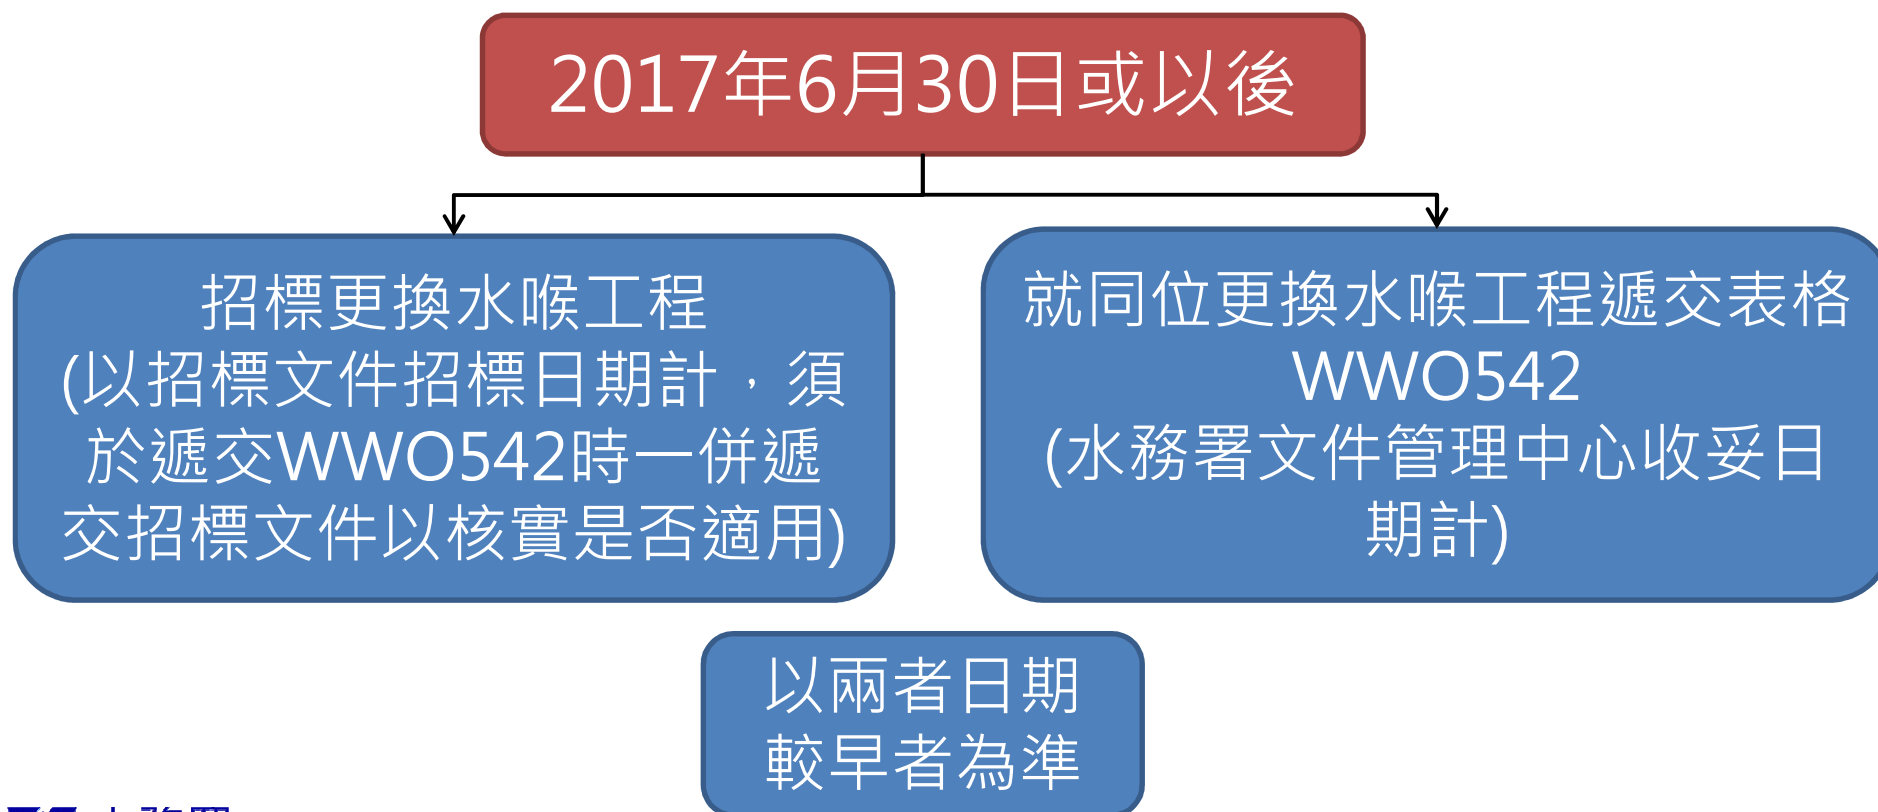 2017年6月30日或以後
招標更換水喉工程
(以招標文件招標日期計，須
於遞交WWO542時一併遞
交招標文件以核實是否適用)
就同位更換水喉工程遞交表格
WWO542
(水務署文件管理中心收妥日
期計)
以兩者日期
較早者為準